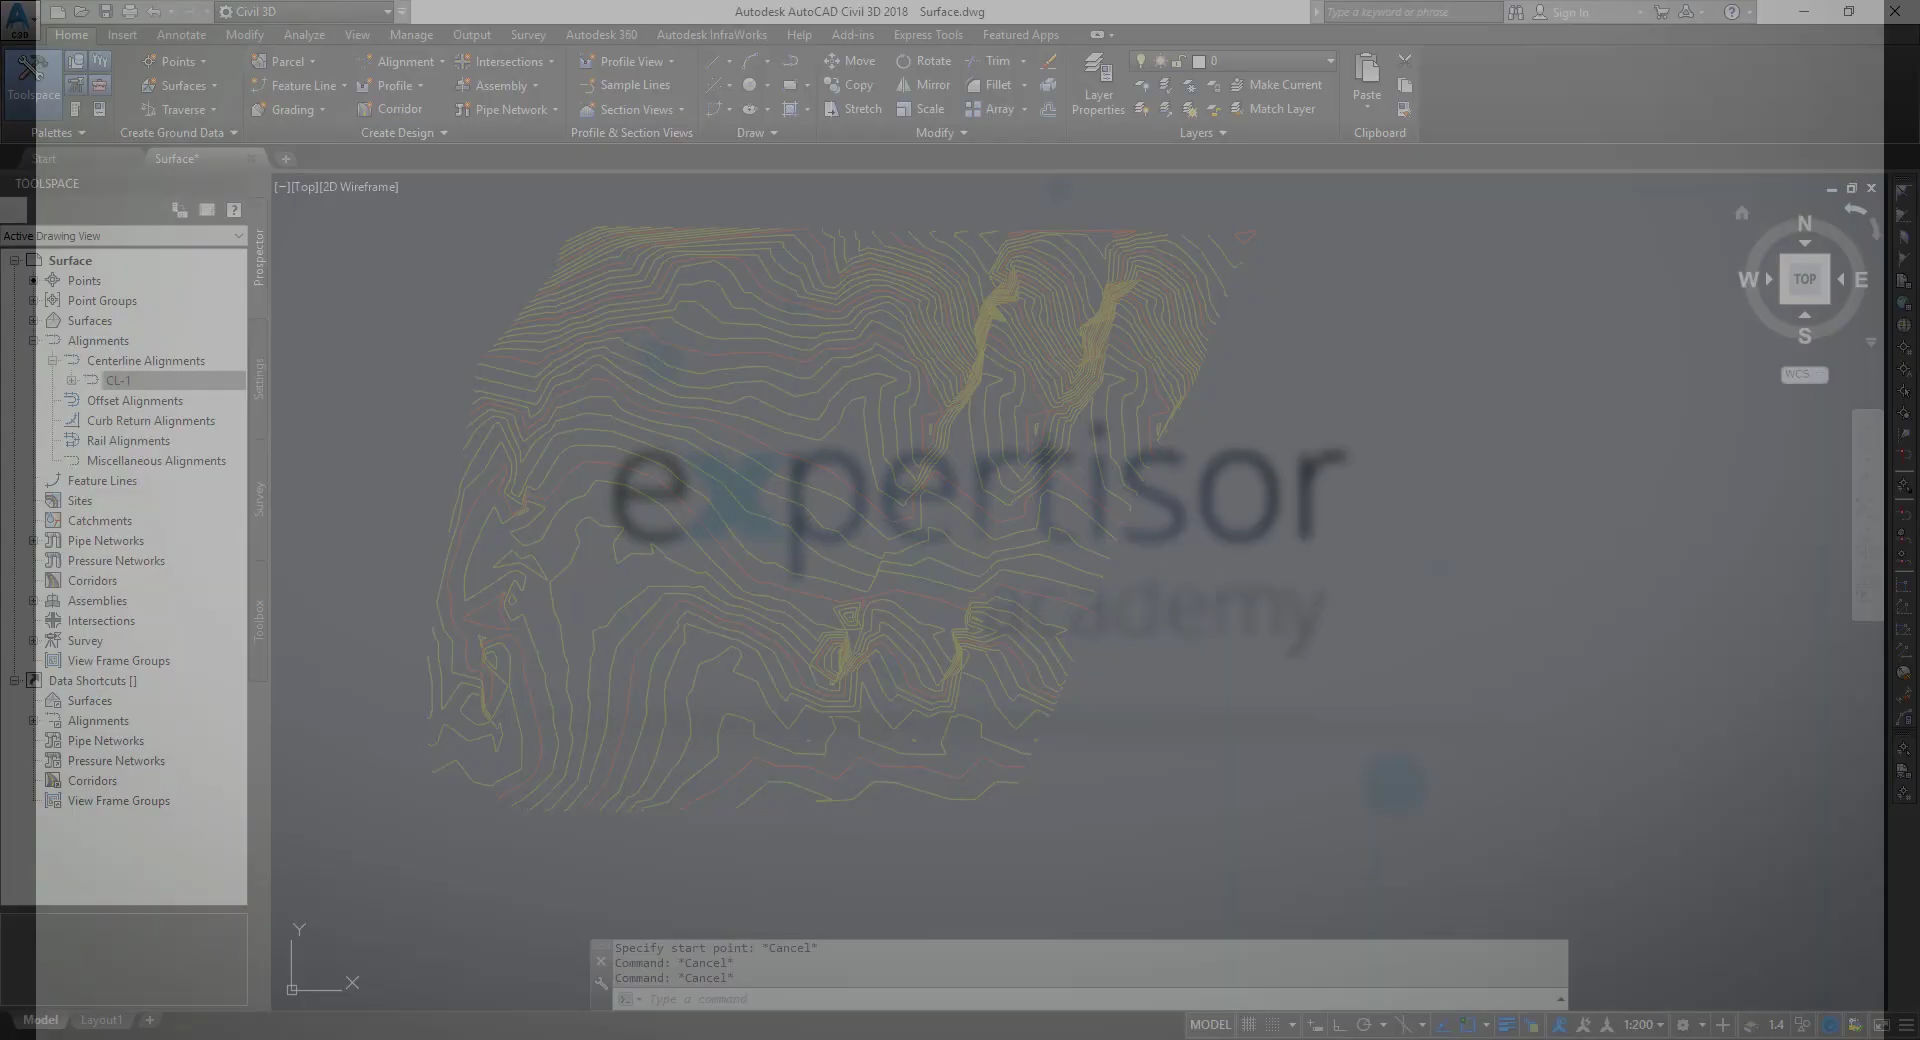 C3D
Civil 3D
Autodesk AutoCAD Civil 3D 2018   Surface.dwg
Type a keyword or phrase
Sign In
Home Insert Annotate Modify Analyze View Manage Output Survey Autodesk 360 Autodesk InfraWorks Help Add-ins Express Tools Featured Apps
Toolspace
Points
Surfaces
Traverse
Parcel
Feature Line
Grading
Alignment
Profile
Corridor
Intersections
Assembly
Pipe Network
Profile View
Sample Lines
Section Views
Move
Copy
Stretch
Rotate
Mirror
Scale
Trim
Fillet
Array
Layer
Properties
0
Make Current
Match Layer
Paste
Palettes
Create Ground Data
Create Design
Profile & Section Views
Draw
Modify
Layers
Clipboard
Start
Surface*
TOOLSPACE
[−][Top][2D Wireframe]
Active Drawing View
Surface
Points
Point Groups
Surfaces
Alignments
Centerline Alignments
CL-1
Offset Alignments
Curb Return Alignments
Rail Alignments
Miscellaneous Alignments
Feature Lines
Sites
Catchments
Pipe Networks
Pressure Networks
Corridors
Assemblies
Intersections
Survey
View Frame Groups
Data Shortcuts []
Surfaces
Alignments
Pipe Networks
Pressure Networks
Corridors
View Frame Groups
Prospector
Settings
Survey
Toolbox
N
W
TOP
E
S
WCS
expertisor
academy
Y
X
Specify start point: *Cancel*
Command: *Cancel*
Command: *Cancel*
Type a command
Model
Layout1
MODEL
1:200
1.4